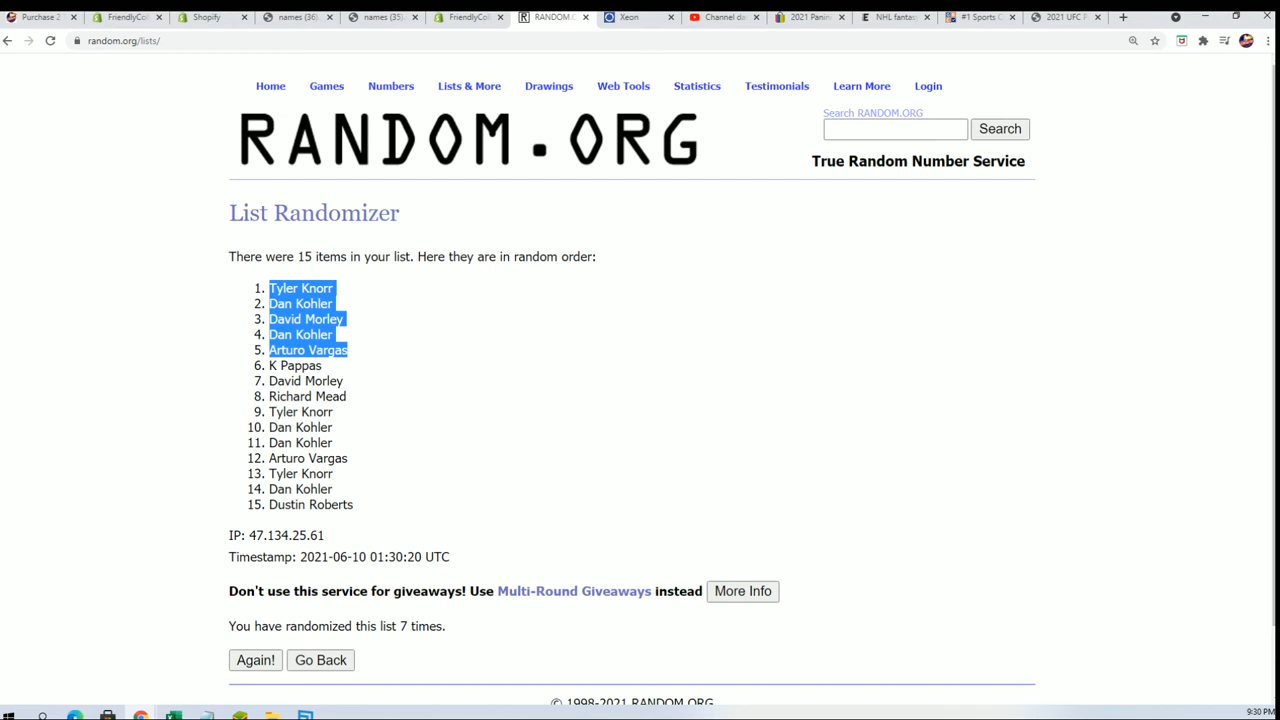 Purchase 2
FriendlyColl
Shopify
names (36).
names (35)
FriendlyColl
RANDOM.O
Xeon
Channel da
2021 Panini
NHL fantasy
#1 Sports C
2021 UFC P
random.org/lists/
Home Games Numbers Lists & More Drawings Web Tools Statistics Testimonials Learn More Login
RANDOM.ORG
Search RANDOM.ORG
Search
True Random Number Service
List Randomizer
There were 15 items in your list. Here they are in random order:
1. Tyler Knorr
2. Dan Kohler
3. David Morley
4. Dan Kohler
5. Arturo Vargas
6. K Pappas
7. David Morley
8. Richard Mead
9. Tyler Knorr
10. Dan Kohler
11. Dan Kohler
12. Arturo Vargas
13. Tyler Knorr
14. Dan Kohler
15. Dustin Roberts
IP: 47.134.25.61
Timestamp: 2021-06-10 01:30:20 UTC
Don't use this service for giveaways! Use Multi-Round Giveaways instead More Info
You have randomized this list 7 times.
Again! Go Back
© 1998-2021 RANDOM.ORG
9:30 PM